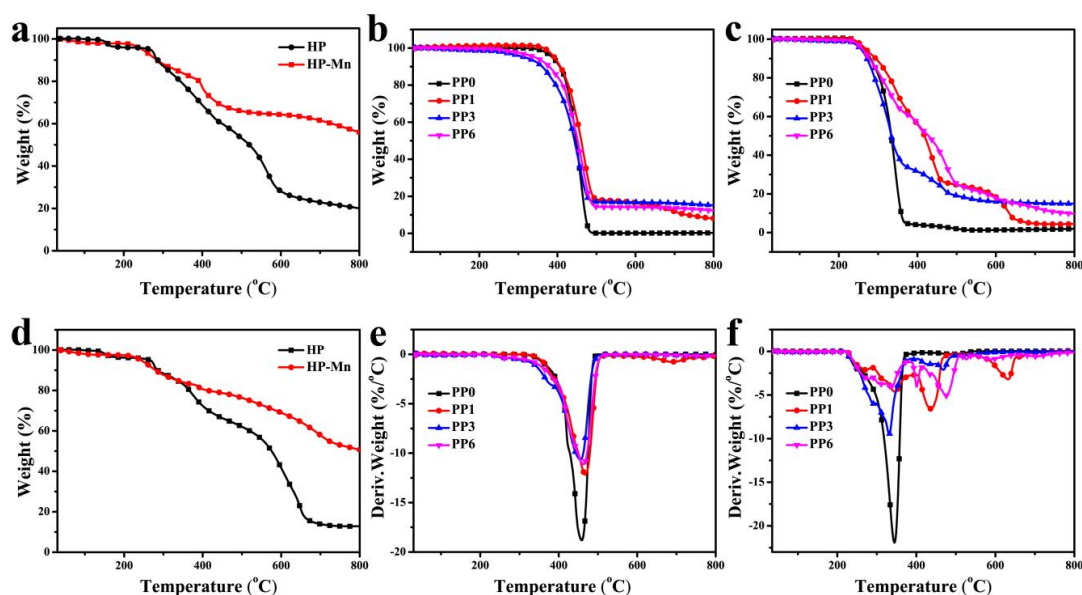 a
HP
HP-Mn
100
80
60
40
20
0
Weight (%)
200 400 600 800
Temperature (°C)
b
PP0
PP1
PP3
PP6
100
80
60
40
20
0
Weight (%)
200 400 600 800
Temperature (°C)
c
PP0
PP1
PP3
PP6
100
80
60
40
20
0
Weight (%)
200 400 600 800
Temperature (°C)
d
HP
HP-Mn
100
80
60
40
20
0
Weight (%)
200 400 600 800
Temperature (°C)
e
PP0
PP1
PP3
PP6
0
-5
-10
-15
-20
Deriv.Weight (%/°C)
200 400 600 800
Temperature (°C)
f
PP0
PP1
PP3
PP6
0
-5
-10
-15
-20
Deriv.Weight (%/°C)
200 400 600 800
Temperature (°C)